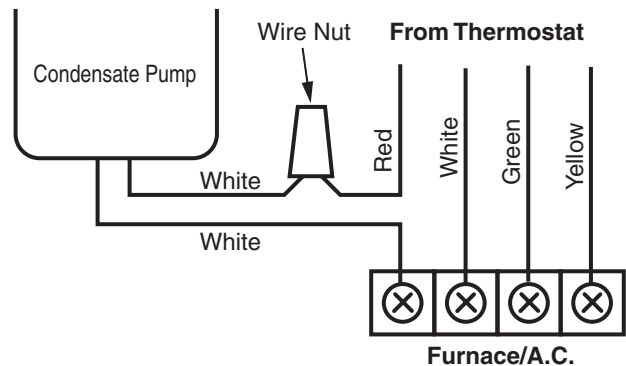 Wire Nut
From Thermostat
Condensate Pump
Red
White
Green
Yellow
White
White
Furnace/A.C.